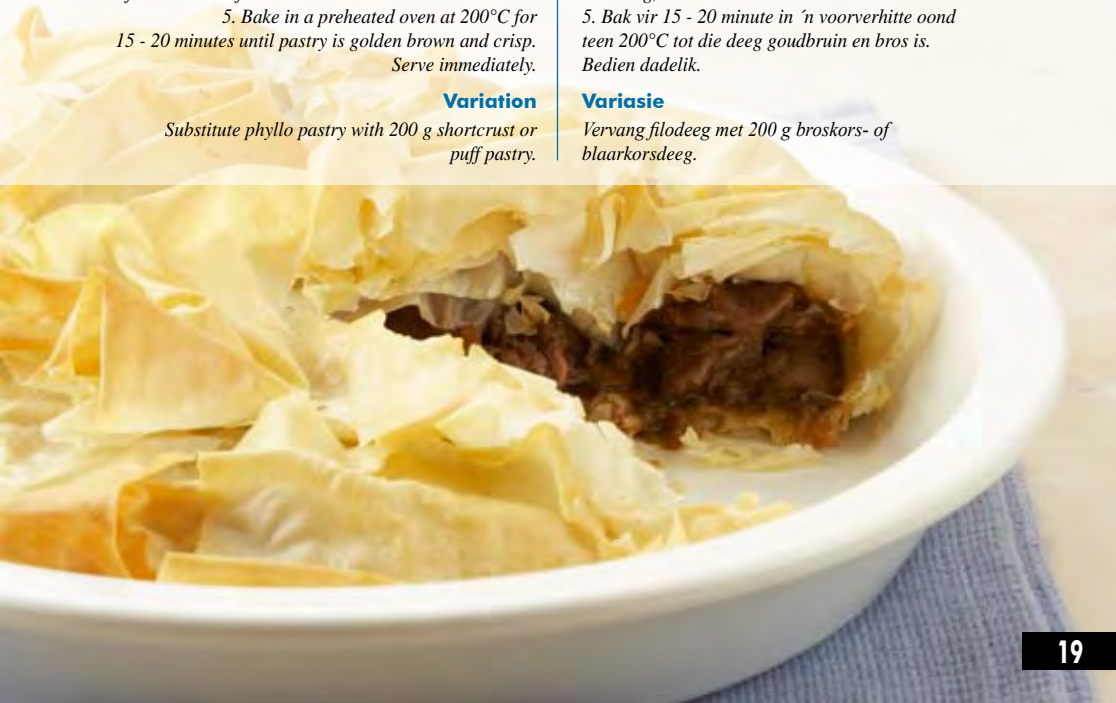 5. Bake in a preheated oven at 200°C for
15 - 20 minutes until pastry is golden brown and crisp.
Serve immediately.
Variation
Substitute phyllo pastry with 200 g shortcrust or
puff pastry.
5. Bak vir 15 - 20 minute in ´n voorverhitte oond
teen 200°C tot die deeg goudbruin en bros is.
Bedien dadelik.
Variasie
Vervang filodeeg met 200 g broskors- of
blaarkorsdeeg.
19